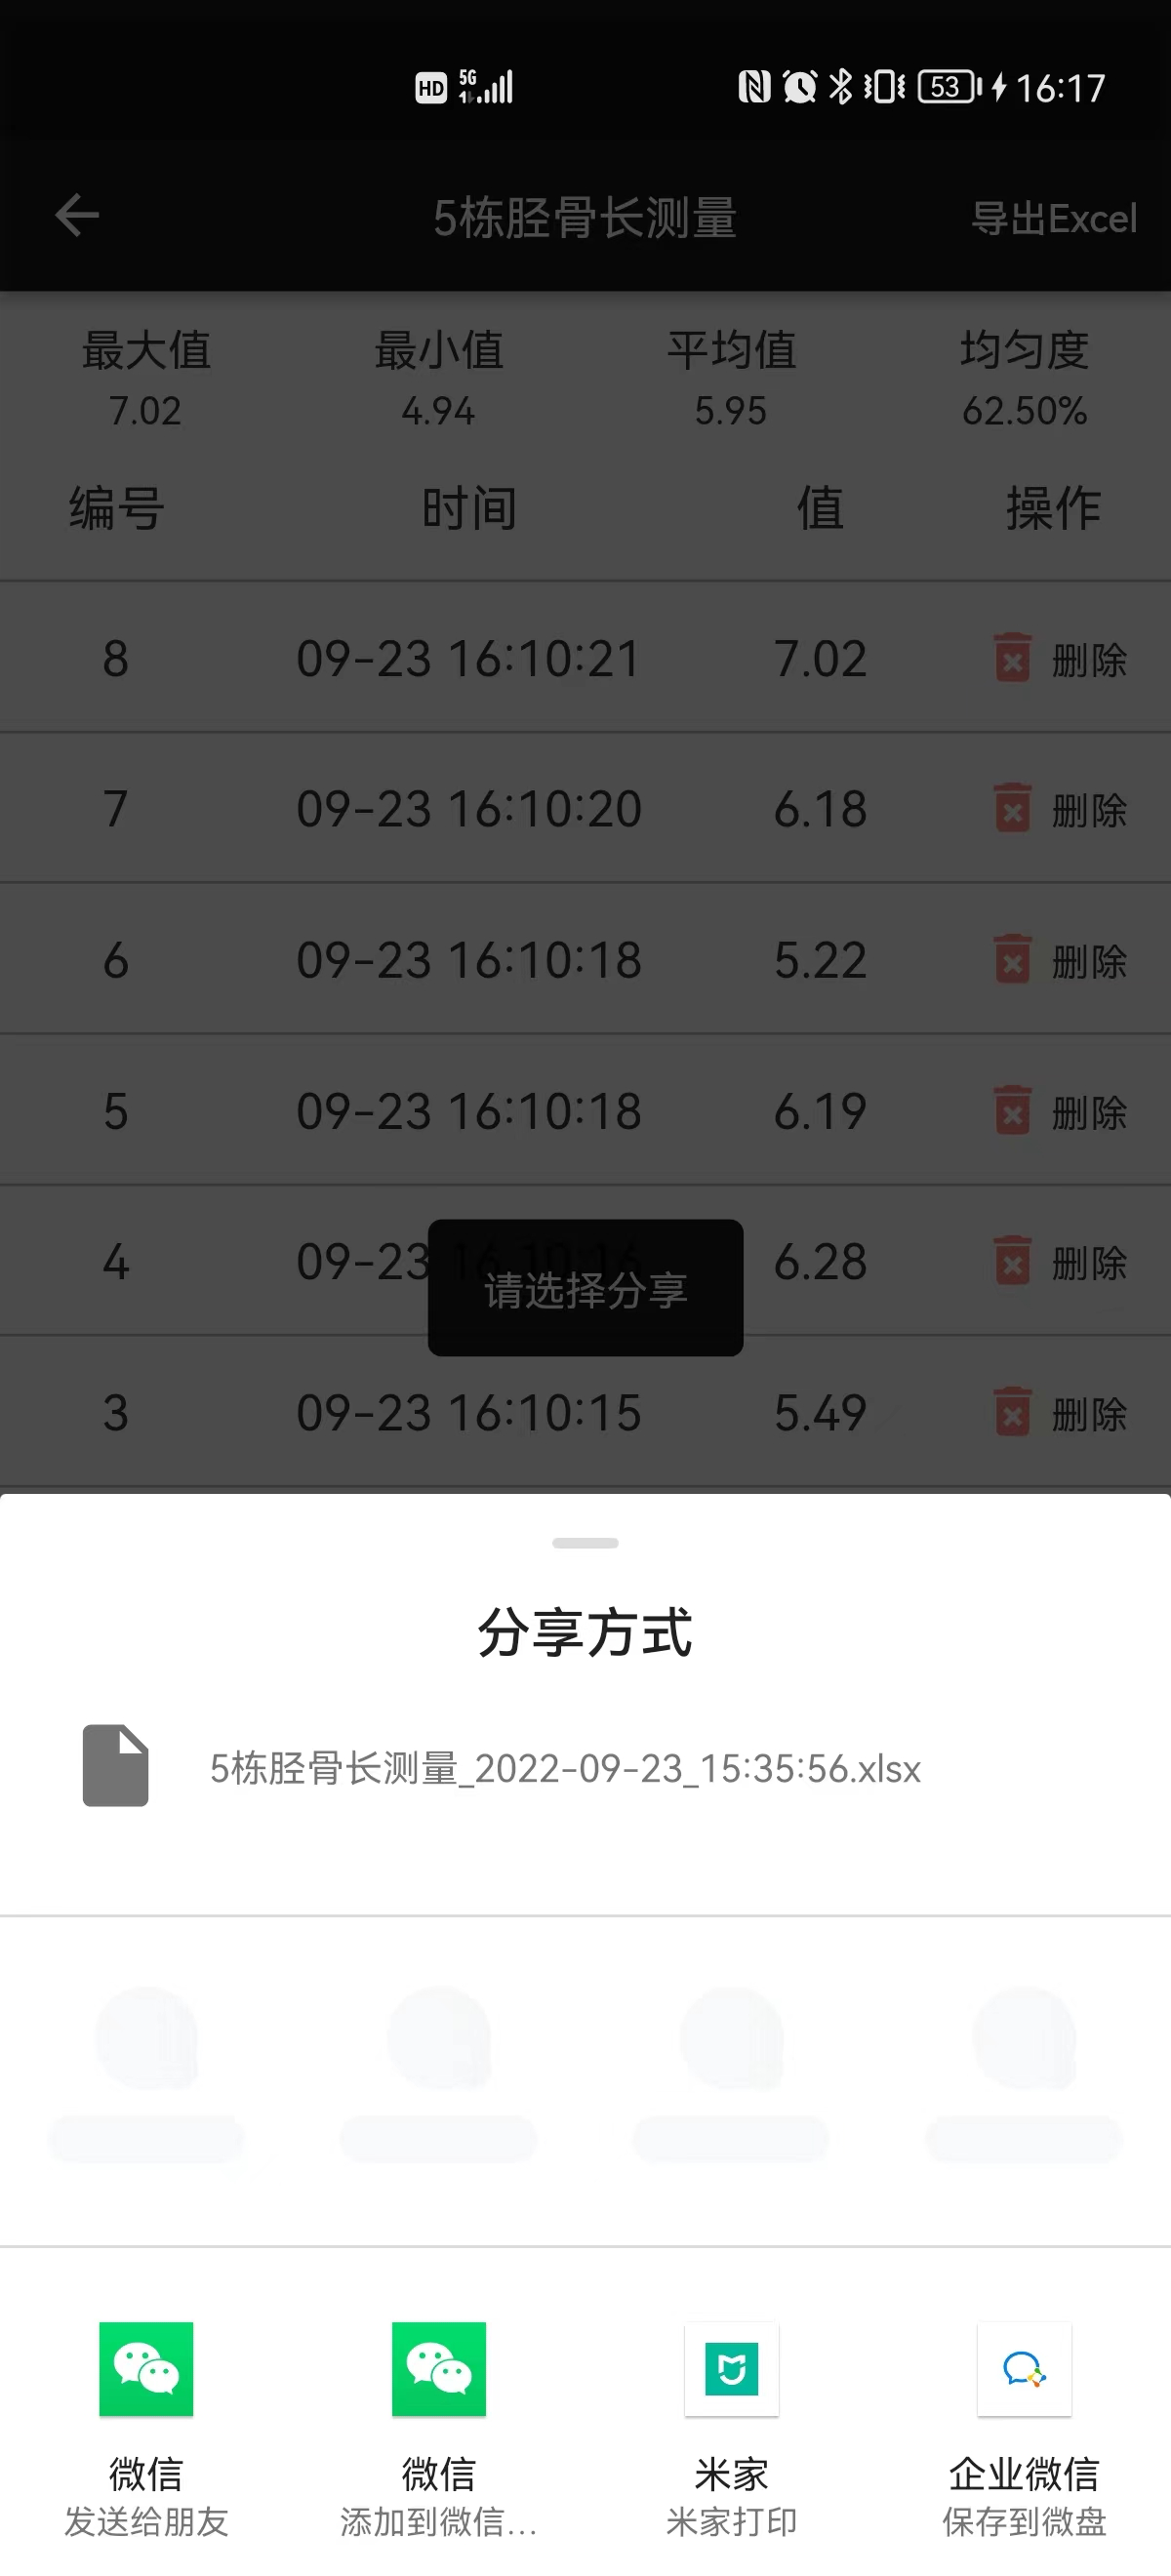 HD 5G 53 16:17
5栋胫骨长测量 导出Excel
最大值 最小值 平均值 均匀度
7.02 4.94 5.95 62.50%
编号 时间 值 操作
8 09-23 16:10:21 7.02 删除
7 09-23 16:10:20 6.18 删除
6 09-23 16:10:18 5.22 删除
5 09-23 16:10:18 6.19 删除
4 09-23 16:10:16 6.28 删除
请选择分享
3 09-23 16:10:15 5.49 删除
分享方式
5栋胫骨长测量_2022-09-23_15:35:56.xlsx
微信 微信 米家 企业微信
发送给朋友 添加到微信... 米家打印 保存到微盘